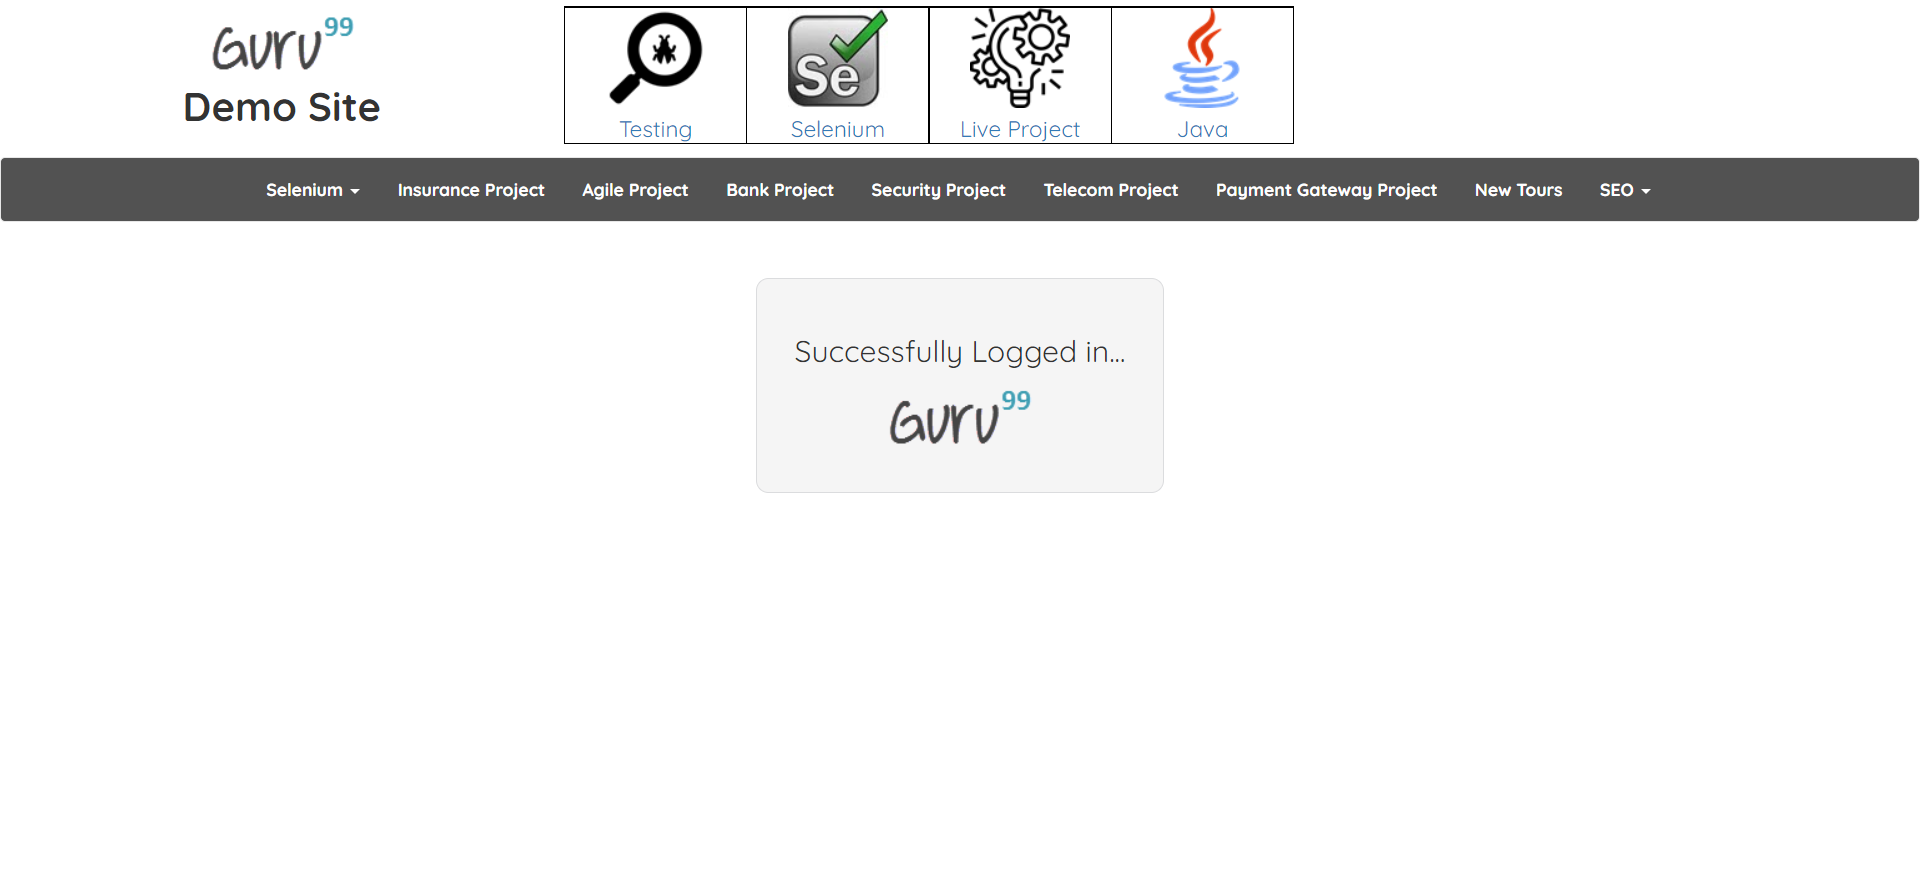 Guru99
Demo Site
Se
Testing
Selenium
Live Project
Java
Selenium
Insurance Project
Agile Project
Bank Project
Security Project
Telecom Project
Payment Gateway Project
New Tours
SEO
Successfully Logged in...
Guru99